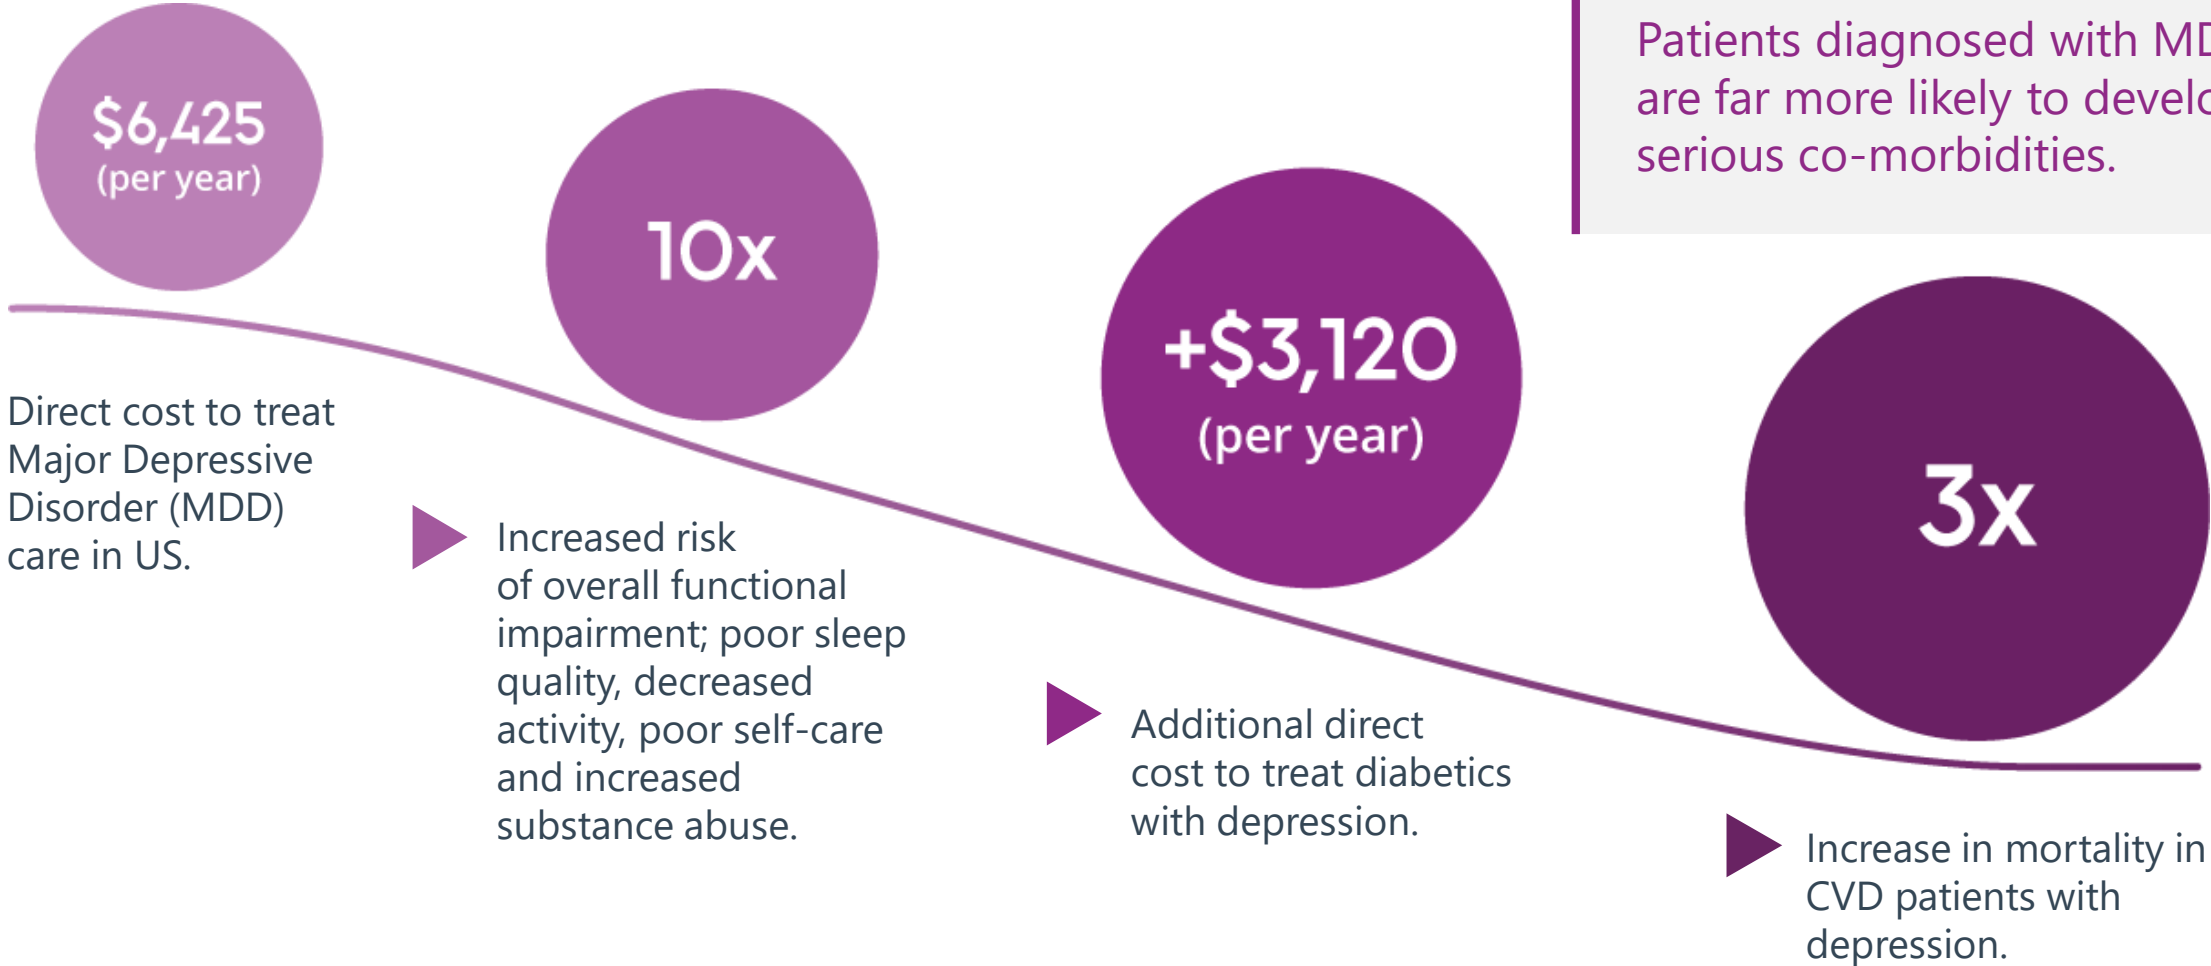 $6,425
(per year)
Direct cost to treat
Major Depressive
Disorder (MDD)
care in US.
10x
Increased risk
of overall functional
impairment; poor sleep
quality, decreased
activity, poor self-care
and increased
substance abuse.
+$3,120
(per year)
Additional direct
cost to treat diabetics
with depression.
Patients diagnosed with
are far more likely to
serious co-morbidities.
3x
Increase in mortality in
CVD patients with
depression.